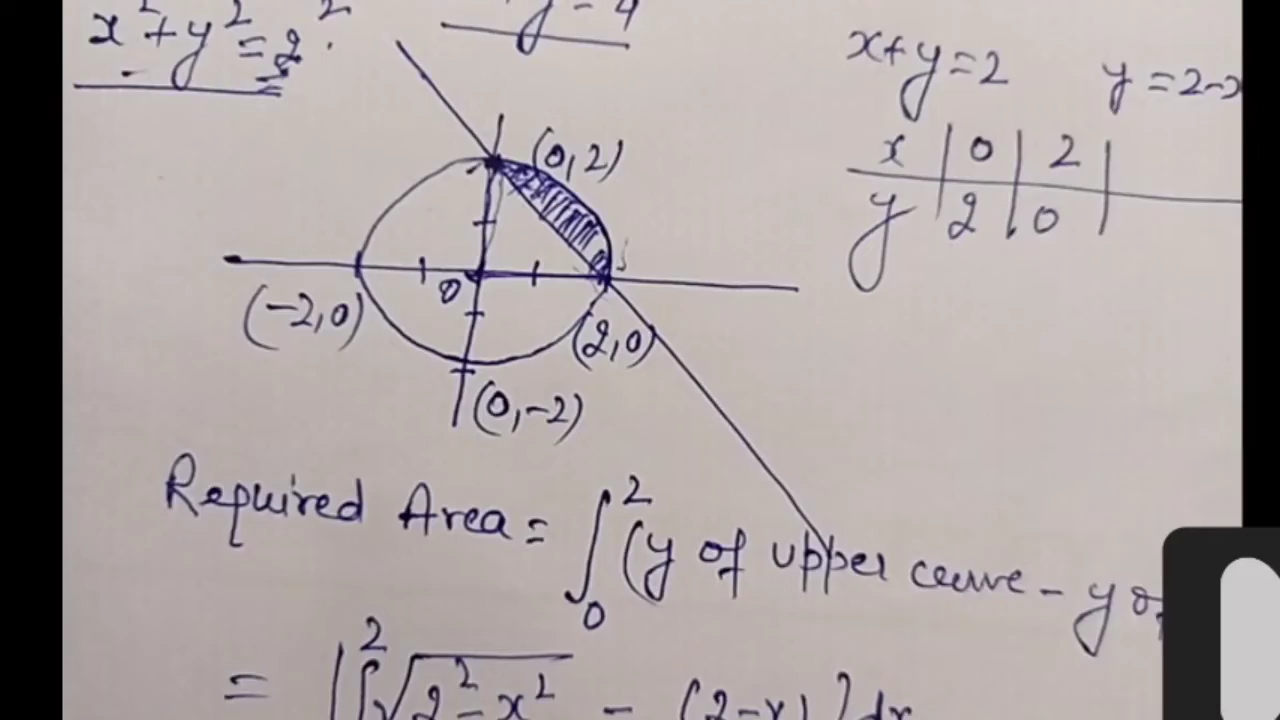 x² + y² = 2²
y = 4
x+y=2 y = 2-x
x 0 2
y 2 0
(0,2)
0
(-2,0)
(2,0)
(0,-2)
Required Area = ∫₀² (y of upper curve - y of
= |∫² √2² - x² - (2-x)] dx